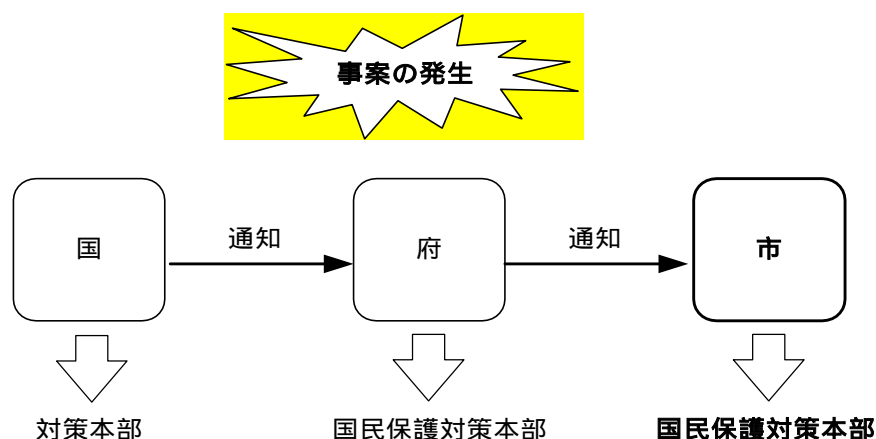 事案の発生
国
通知
府
通知
市
対策本部
国民保護対策本部
国民保護対策本部